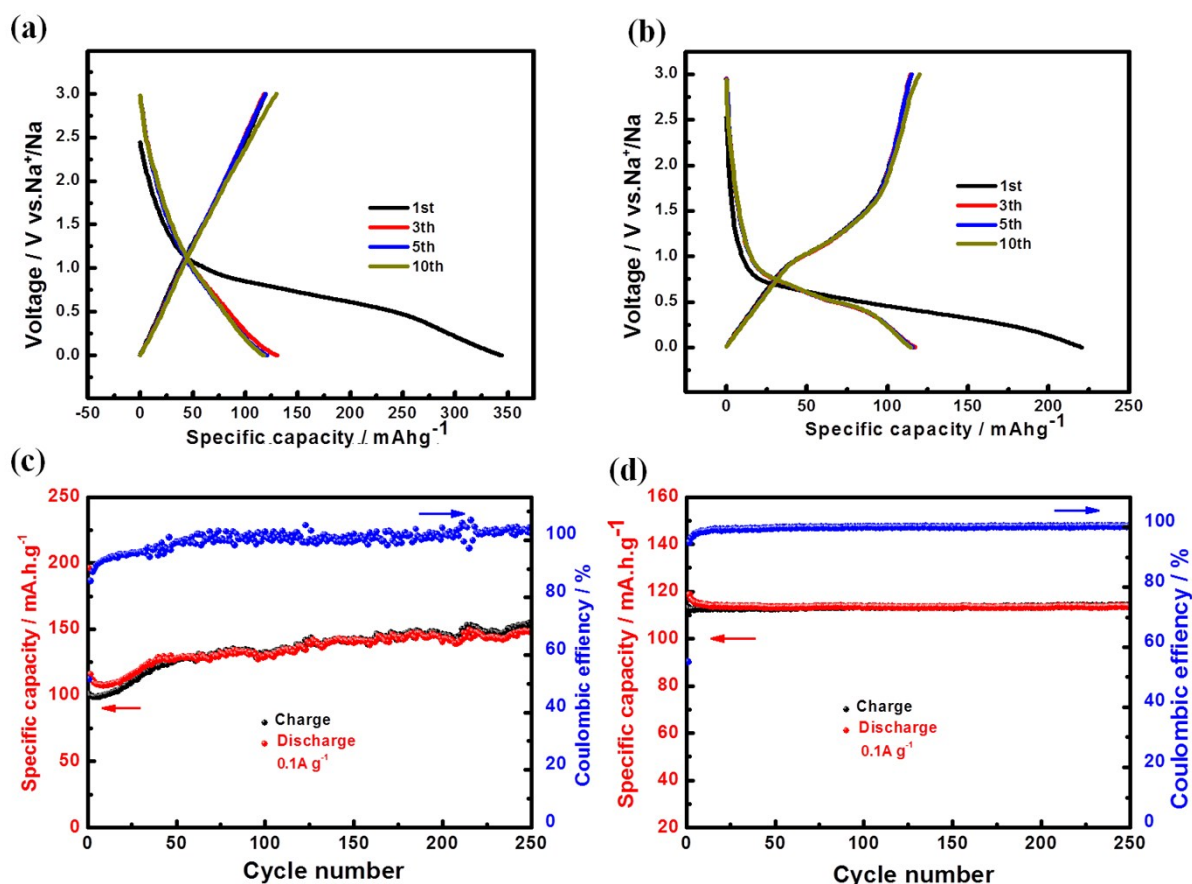 (a)
3.0
2.5
2.0
1.5
1.0
0.5
0.0
Voltage / V vs.Na⁺/Na
1st
3th
5th
10th
-50 0 50 100 150 200 250 300 350
Specific capacity / mAhg⁻¹
(b)
3.0
2.5
2.0
1.5
1.0
0.5
0.0
Voltage / V vs.Na⁺/Na
1st
3th
5th
10th
0 50 100 150 200 250
Specific capacity / mAhg⁻¹
(c)
250
200
150
100
50
0
Specific capacity / mA.h.g⁻¹
100
80
60
40
20
0
Coulombic effiency / %
Charge
Discharge
0.1A g⁻¹
0 50 100 150 200 250
Cycle number
(d)
160
140
120
100
80
60
40
20
Specific capacity / mA.h.g⁻¹
100
80
60
40
20
0
Coulombic effiency / %
Charge
Discharge
0.1A g⁻¹
0 50 100 150 200 250
Cycle number